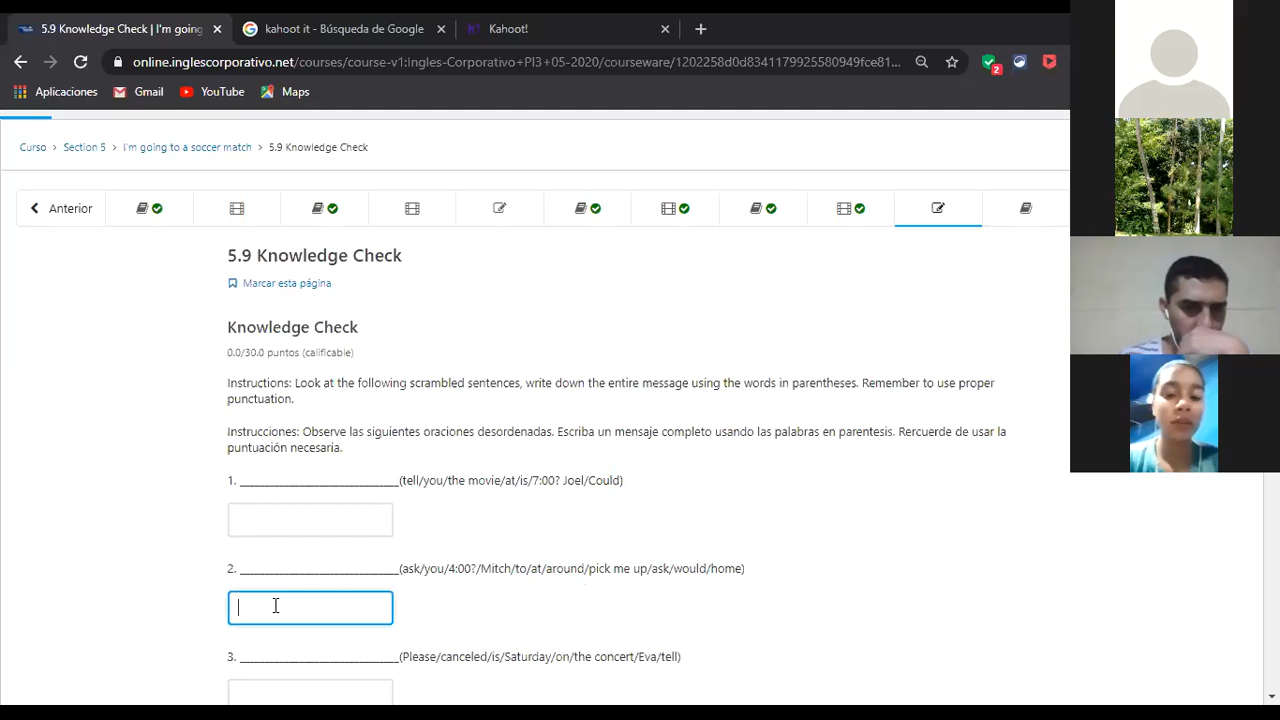 5.9 Knowledge Check | I'm going
kahoot it - Búsqueda de Google
Kahoot!
online.inglescorporativo.net/courses/course-v1:Ingles-Corporativo+PI3+05-2020/courseware/1202258d0d8341179925580949fce81...
2
Aplicaciones
Gmail
YouTube
Maps
Curso > Section 5 > I'm going to a soccer match > 5.9 Knowledge Check
Anterior
5.9 Knowledge Check
Marcar esta página
Knowledge Check
0.0/30.0 puntos (calificable)
Instructions: Look at the following scrambled sentences, write down the entire message using the words in parentheses. Remember to use proper
punctuation.
Instrucciones: Observe las siguientes oraciones desordenadas. Escriba un mensaje completo usando las palabras en parentesis. Recuerde de usar la
puntuación necesaria.
1. ________________________________(tell/you/the movie/at/is/7:00? Joel/Could)
2. ________________________________(ask/you/4:00?/Mitch/to/at/around/pick me up/ask/would/home)
3. ________________________________(Please/canceled/is/Saturday/on/the concert/Eva/tell)